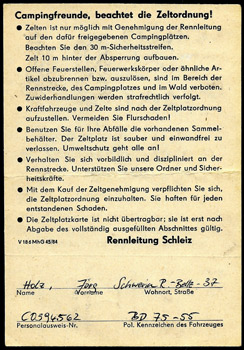 Campingfreunde, beachtet die Zeltordnung!
● Zelten ist nur möglich mit Genehmigung der Rennleitung
auf den dafür freigegebenen Campingplätzen.
Beachten Sie den 30 m-Sicherheitsstreifen.
Zelt 10 m hinter der Absperrung aufbauen.
● Offene Feuerstellen, Feuerwerkskörper oder ähnliche
Artikel abzubrennen bzw. auszulösen, sind im Bereich der
Rennstrecke, des Campingplatzes und im Wald verboten.
Zuwiderhandlungen werden strafrechtlich verfolgt.
● Kraftfahrzeuge und Zelte sind nach der Zeltplatzordnung
aufzustellen. Vermeiden Sie Flurschaden!
● Benutzen Sie für Ihre Abfälle die vorhandenen Sammel-
behälter. Der Zeltplatz ist sauber und einwandfrei zu
verlassen. Umweltschutz geht alle an!
● Verhalten Sie sich vorbildlich und diszipliniert an der
Rennstrecke. Unterstützen Sie unsere Ordner und Sicher-
heitskräfte.
● Mit dem Kauf der Zeltgenehmigung verpflichten Sie sich,
die Zeltplatzordnung einzuhalten. Sie haften für jeden
entstandenen Schaden.
● Die Zeltplatzkarte ist nicht übertragbar; sie ist erst nach
Abgabe des vollständig ausgefüllten Abschnittes gültig.
V 18 6 MhG 45/84 Rennleitung Schleiz
Holz, Jörg Schwerin R.-Belle-37
Name Vorname Wohnort, Straße
C0594562 BD 75-55
Personalausweis-Nr. Pol. Kennzeichen des Fahrzeuges